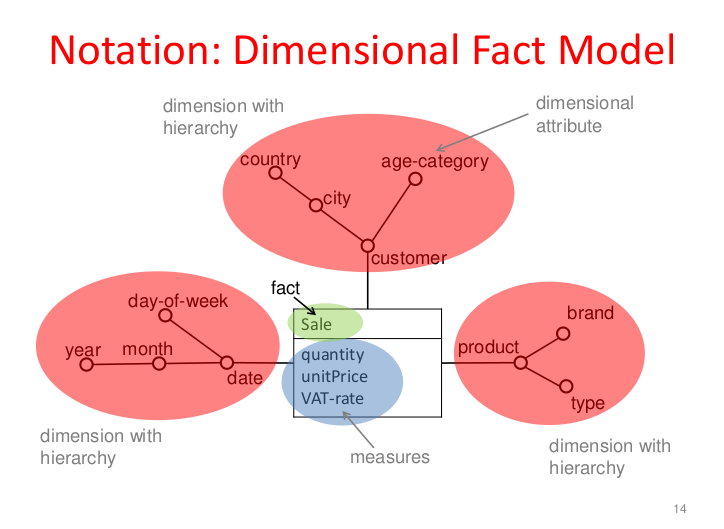 Notation: Dimensional Fact Model
dimension with
hierarchy
dimensional
attribute
country
age-category
city
customer
fact
day-of-week
Sale
brand
year
month
date
quantity
unitPrice
VAT-rate
product
type
dimension with
hierarchy
measures
dimension with
hierarchy
14